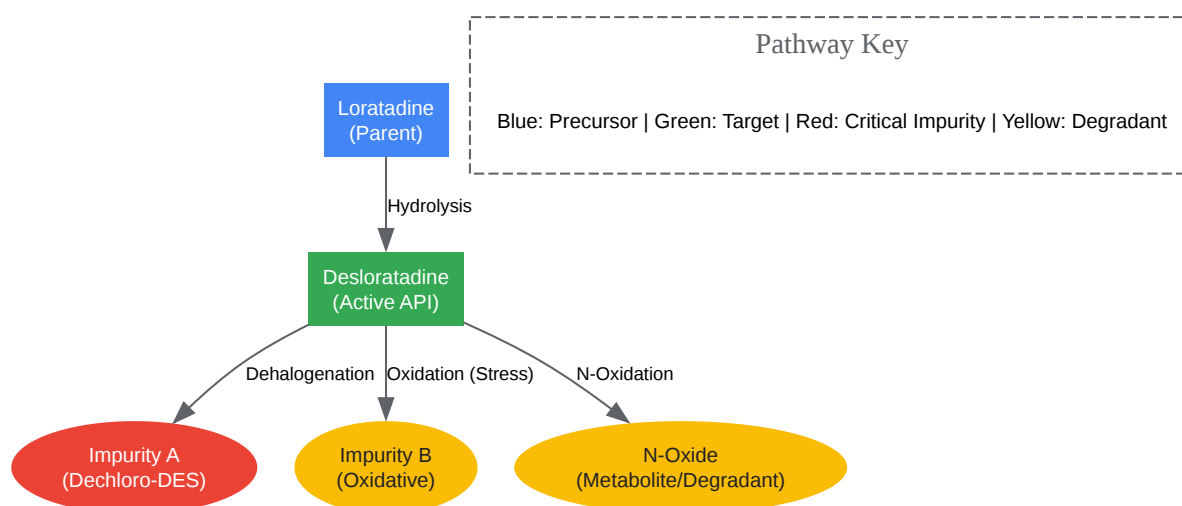 Pathway Key
Blue: Precursor | Green: Target | Red: Critical Impurity | Yellow: Degradant
Loratadine
(Parent)
Hydrolysis
Desloratadine
(Active API)
Dehalogenation
Oxidation (Stress)
N-Oxidation
Impurity A
(Dechloro-DES)
Impurity B
(Oxidative)
N-Oxide
(Metabolite/Degradant)